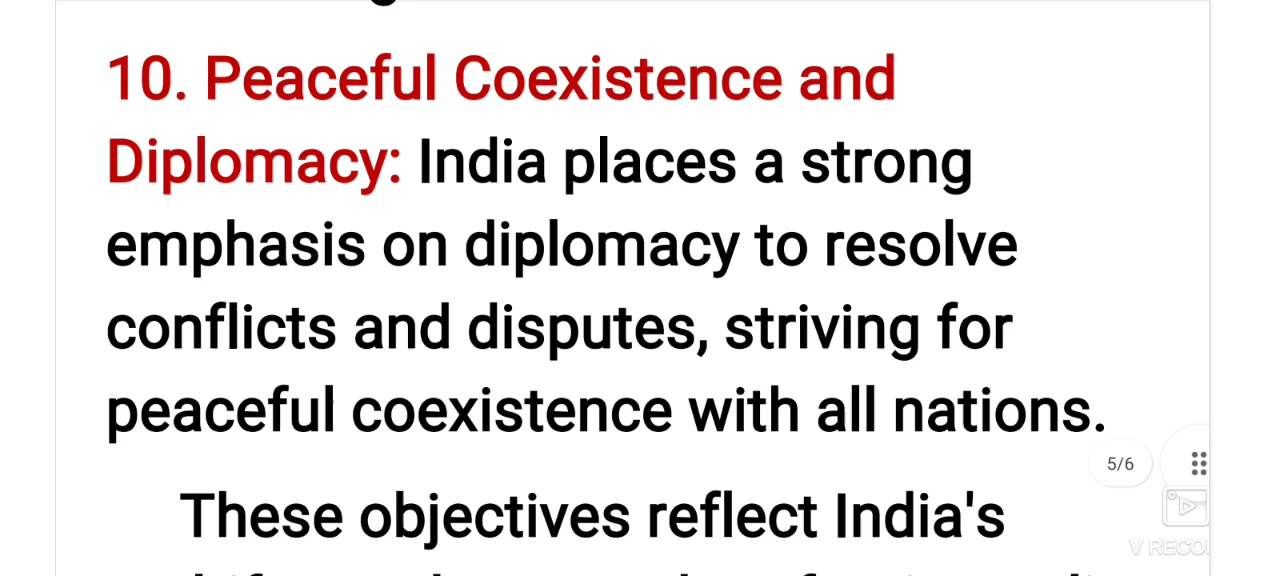 10. Peaceful Coexistence and
Diplomacy: India places a strong
emphasis on diplomacy to resolve
conflicts and disputes, striving for
peaceful coexistence with all nations.
5/6
These objectives reflect India's
V RECO